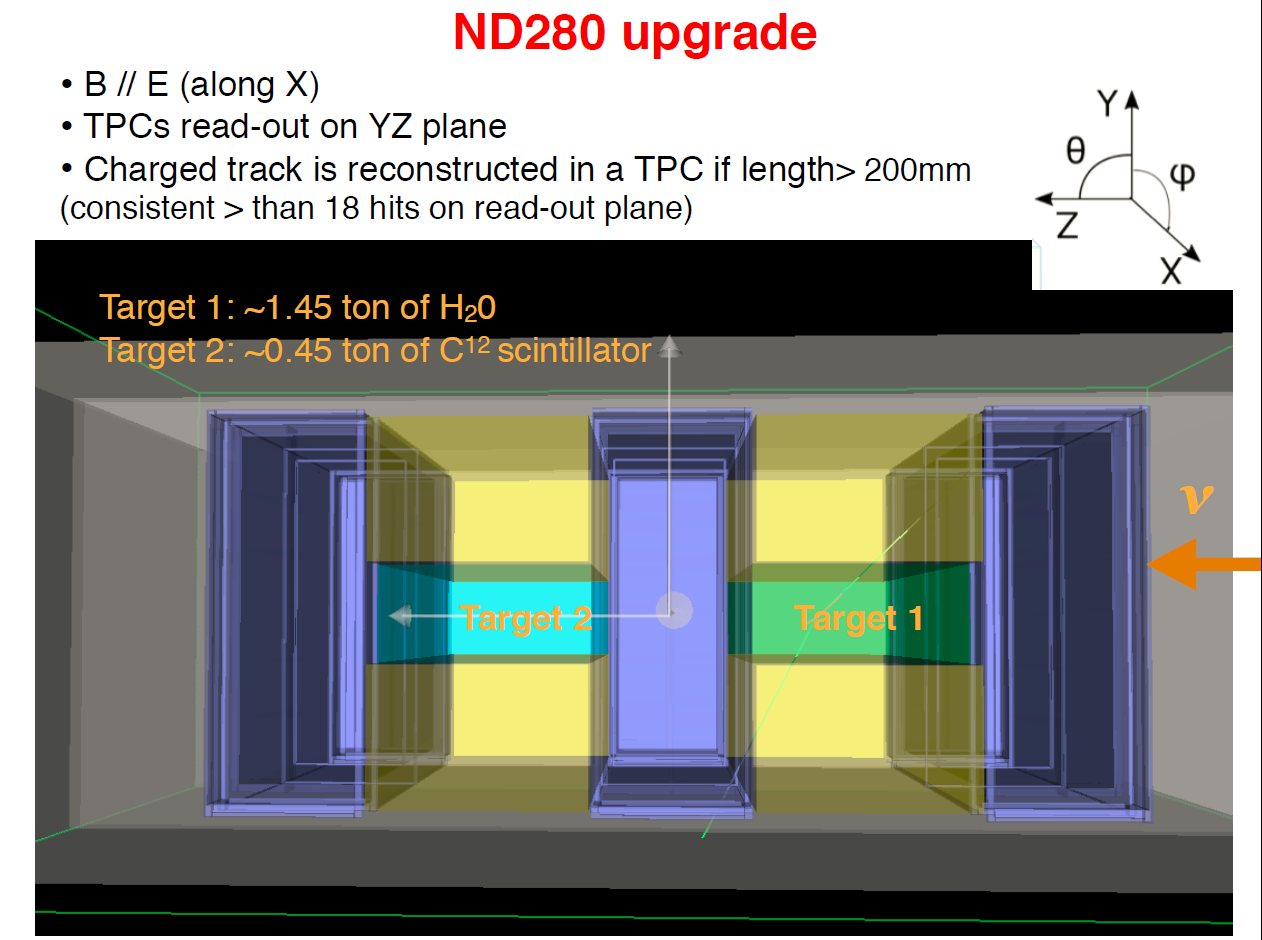 ND280 upgrade
• B // E (along X)
• TPCs read-out on YZ plane
• Charged track is reconstructed in a TPC if length> 200mm
(consistent > than 18 hits on read-out plane)
Y
θ
φ
Z
X
Target 1: ~1.45 ton of H₂0
Target 2: ~0.45 ton of C¹² scintillator
ν
Target 2
Target 1